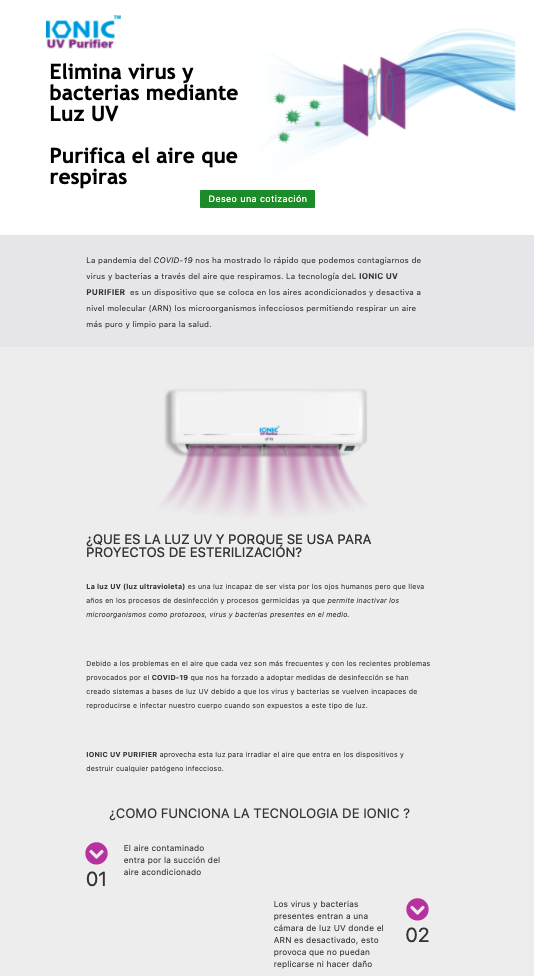 IONIC™
UV Purifier
Elimina virus y
bacterias mediante
Luz UV
Purifica el aire que
respiras
Deseo una cotización
La pandemia del COVID-19 nos ha mostrado lo rápido que podemos contagiarnos de
virus y bacterias a través del aire que respiramos. La tecnología deL IONIC UV
PURIFIER es un dispositivo que se coloca en los aires acondicionados y desactiva a
nivel molecular (ARN) los microorganismos infecciosos permitiendo respirar un aire
más puro y limpio para la salud.
IONIC
UV Purifier
¿QUE ES LA LUZ UV Y PORQUE SE USA PARA
PROYECTOS DE ESTERILIZACIÓN?
La luz UV (luz ultravioleta) es una luz incapaz de ser vista por los ojos humanos pero que lleva
años en los procesos de desinfección y procesos germicidas ya que permite inactivar los
microorganismos como protozoos, virus y bacterias presentes en el medio.
Debido a los problemas en el aire que cada vez son más frecuentes y con los recientes problemas
provocados por el COVID-19 que nos ha forzado a adoptar medidas de desinfección se han
creado sistemas a bases de luz UV debido a que los virus y bacterias se vuelven incapaces de
reproducirse e infectar nuestro cuerpo cuando son expuestos a este tipo de luz.
IONIC UV PURIFIER aprovecha esta luz para irradiar el aire que entra en los dispositivos y
destruir cualquier patógeno infeccioso.
¿COMO FUNCIONA LA TECNOLOGIA DE IONIC ?
El aire contaminado
entra por la succión del
aire acondicionado
01
Los virus y bacterias
presentes entran a una
cámara de luz UV donde el
ARN es desactivado, esto
provoca que no puedan
replicarse ni hacer daño
02